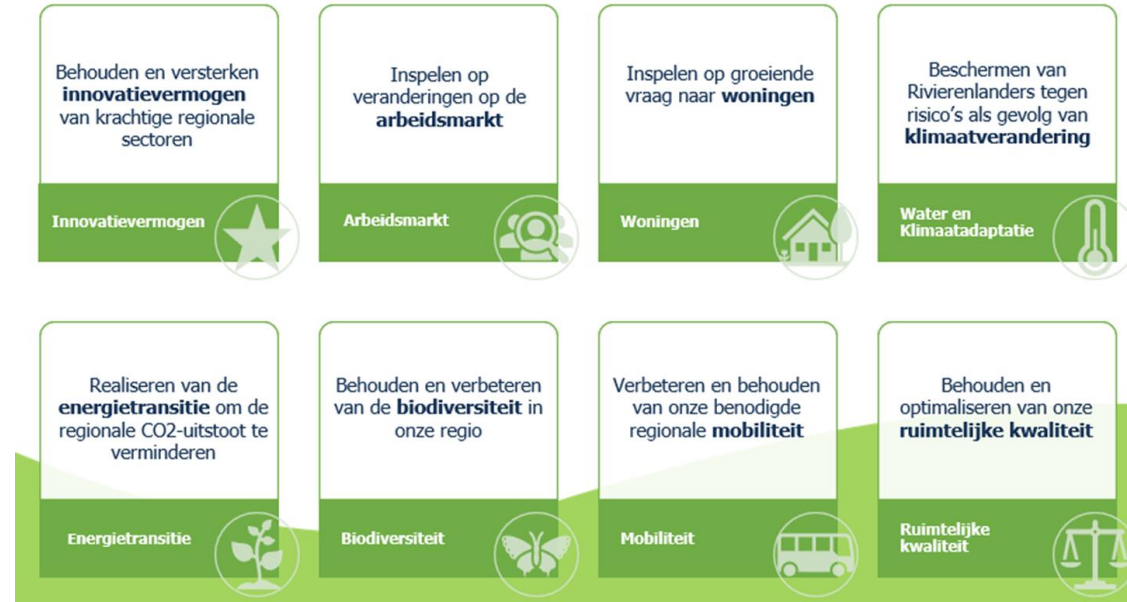 Behouden en versterken
innovatievermogen
van krachtige regionale
sectoren
Innovatievermogen
Inspelen op
veranderingen op de
arbeidsmarkt
Arbeidsmarkt
Inspelen op groeiende
vraag naar woningen
Woningen
Beschermen van
Rivierenlanders tegen
risico's als gevolg van
klimaatverandering
Water en
Klimaatadaptatie
Realiseren van de
energietransitie om de
regionale CO2-uitstoot te
verminderen
Energietransitie
Behouden en verbeteren
van de biodiversiteit in
onze regio
Biodiversiteit
Verbeteren en behouden
van onze benodigde
regionale mobiliteit
Mobiliteit
Behouden en
optimaliseren van onze
ruimtelijke kwaliteit
Ruimtelijke
kwaliteit